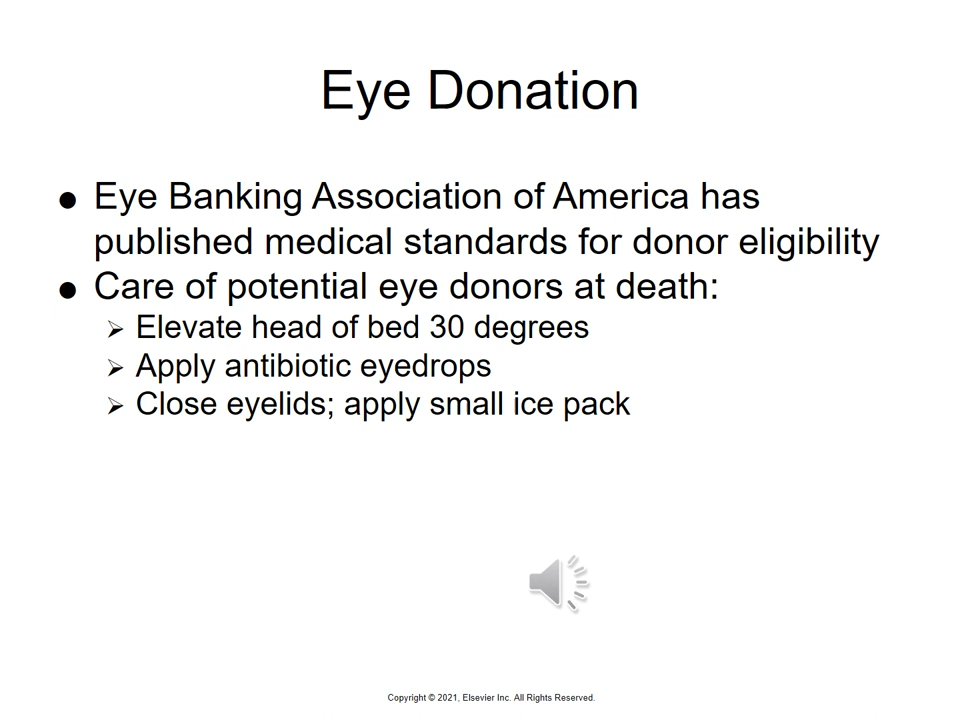 Eye Donation
● Eye Banking Association of America has
published medical standards for donor eligibility
● Care of potential eye donors at death:
➢ Elevate head of bed 30 degrees
➢ Apply antibiotic eyedrops
➢ Close eyelids; apply small ice pack
Copyright © 2021, Elsevier Inc. All Rights Reserved.